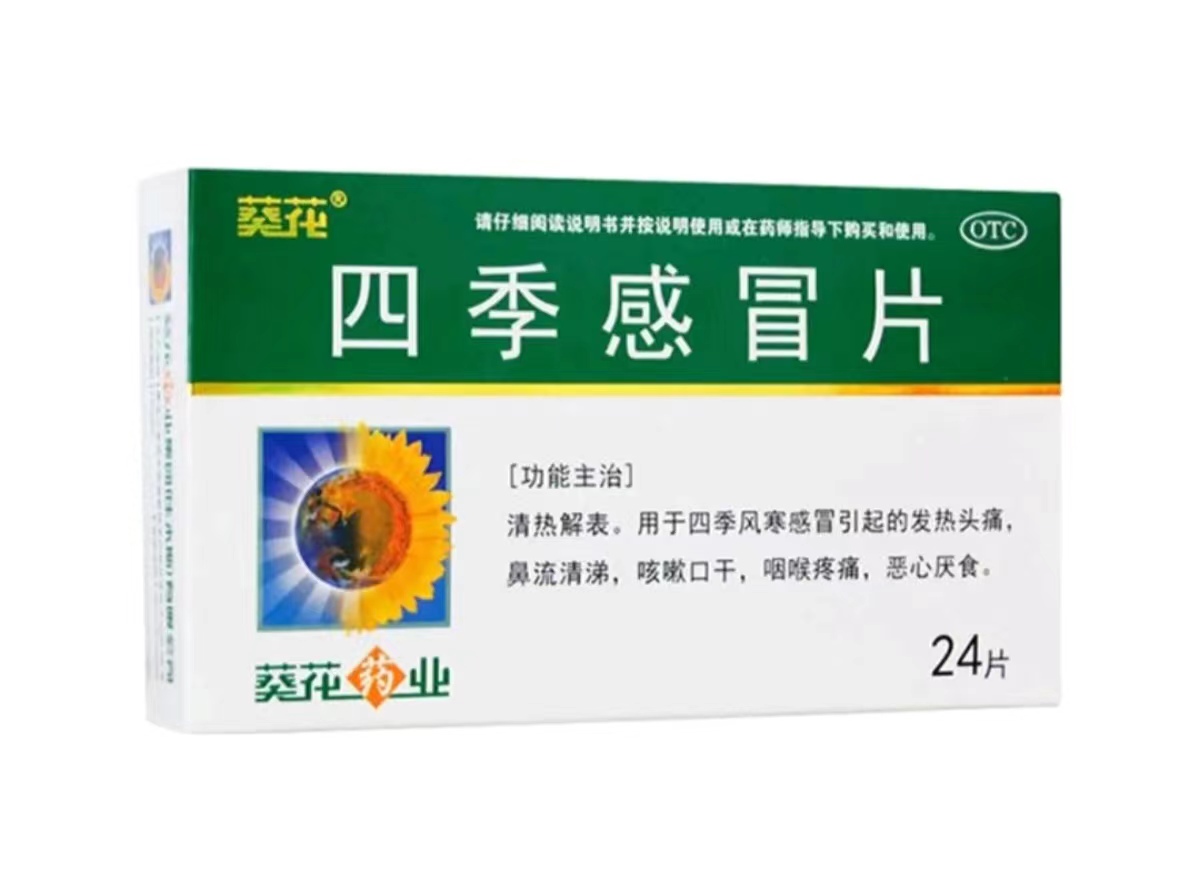 葵花®
请仔细阅读说明书并按说明使用或在药师指导下购买和使用。
OTC
四季感冒片
[功能主治]
清热解表。用于四季风寒感冒引起的发热头痛，
鼻流清涕，咳嗽口干，咽喉疼痛，恶心厌食。
24片
葵花药业